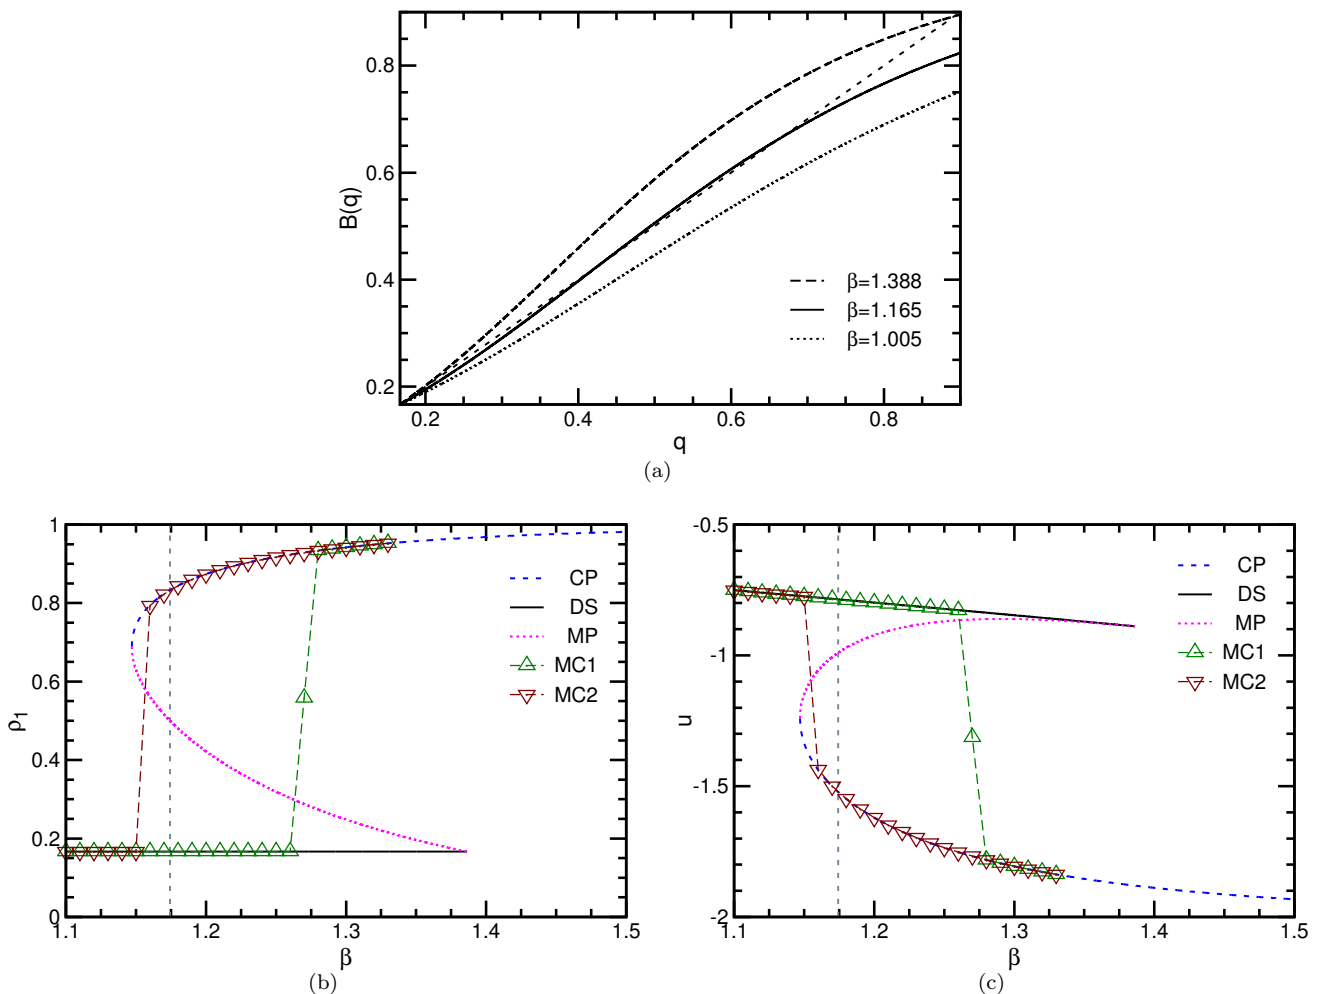 0.8
0.6
0.4
0.2
B(q)
β=1.388
β=1.165
β=1.005
0.2 0.4 0.6 0.8
q
(a)
1
0.8
0.6
0.4
0.2
0
ρ1
CP
DS
MP
MC1
MC2
1.1 1.2 1.3 1.4 1.5
β
(b)
-0.5
-1
-1.5
-2
u
CP
DS
MP
MC1
MC2
1.1 1.2 1.3 1.4 1.5
β
(c)